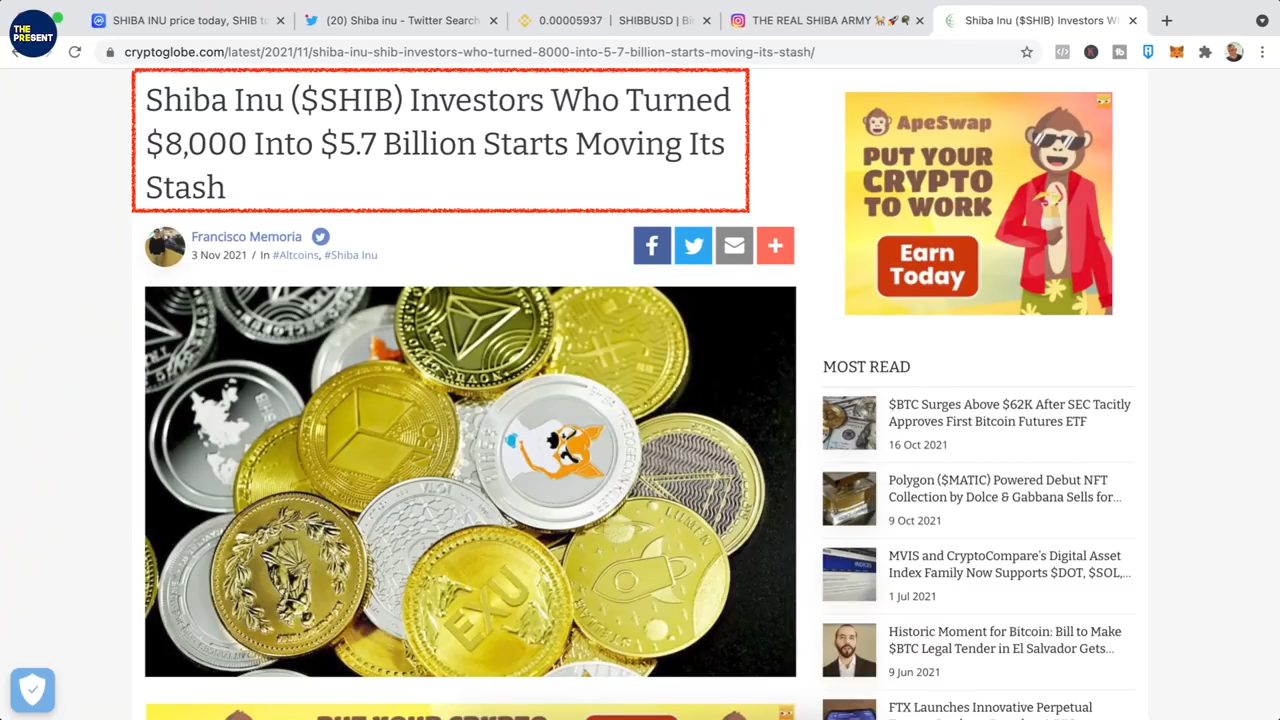 THE
PRESENT
SHIBA INU price today, SHIB to
(20) Shiba inu - Twitter Search
0.00005937 | SHIBBUSD | Bi
THE REAL SHIBA ARMY
Shiba Inu ($SHIB) Investors W
cryptoglobe.com/latest/2021/11/shiba-inu-shib-investors-who-turned-8000-into-5-7-billion-starts-moving-its-stash/
Shiba Inu ($SHIB) Investors Who Turned
$8,000 Into $5.7 Billion Starts Moving Its
Stash
Francisco Memoria
3 Nov 2021 / In #Altcoins, #Shiba Inu
EXU
ApeSwap
PUT YOUR
CRYPTO
TO WORK
Earn
Today
MOST READ
$BTC Surges Above $62K After SEC Tacitly
Approves First Bitcoin Futures ETF
16 Oct 2021
Polygon ($MATIC) Powered Debut NFT
Collection by Dolce & Gabbana Sells for...
9 Oct 2021
MVIS and CryptoCompare's Digital Asset
Index Family Now Supports $DOT, $SOL,...
1 Jul 2021
Historic Moment for Bitcoin: Bill to Make
$BTC Legal Tender in El Salvador Gets...
9 Jun 2021
FTX Launches Innovative Perpetual